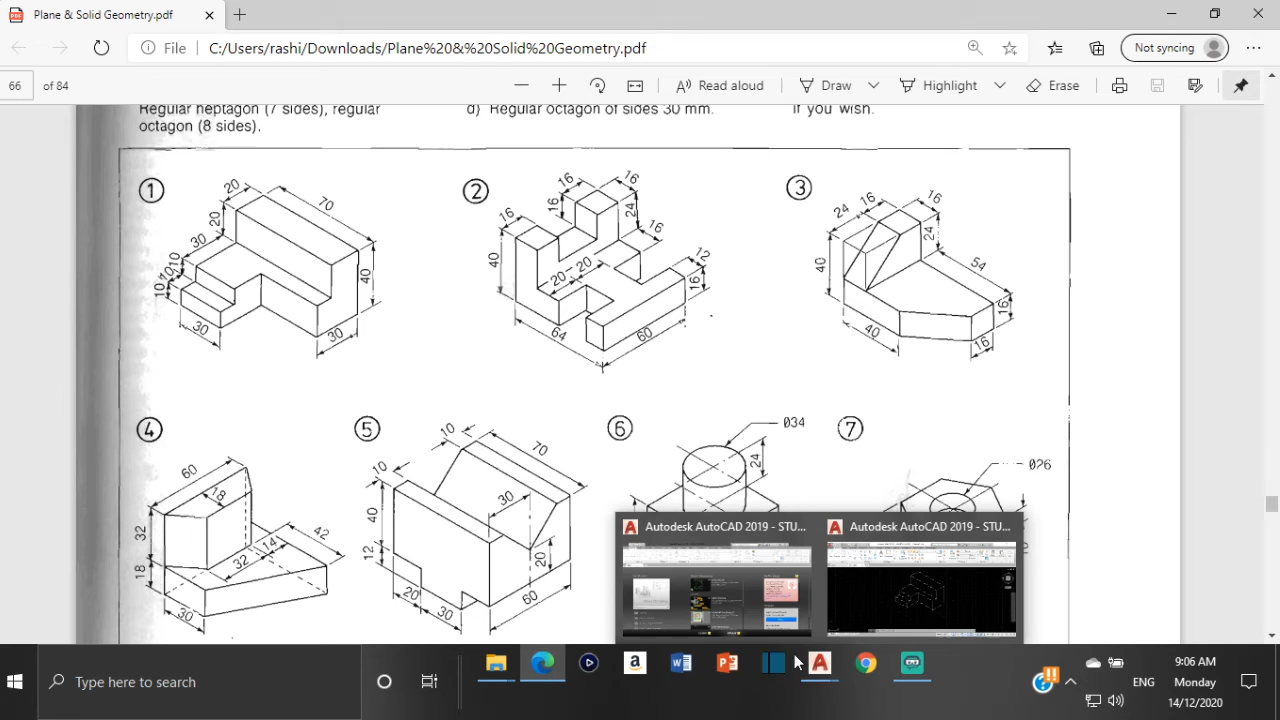 Plane & Solid Geometry.pdf
File
C:/Users/rashi/Downloads/Plane%20&%20Solid%20Geometry.pdf
Not syncing
66 of 84
Read aloud
Draw
Highlight
Erase
Regular heptagon (7 sides), regular
octagon (8 sides).
d) Regular octagon of sides 30 mm.
if you wish.
1
20
70
20
30
10
10
10
40
30
30
2
16
16
16
24
16
16
40
20 20
12
16
64
60
3
24
16
16
24
40
54
16
40
16
4
60
18
32
42
14
32
18
30
5
10
70
10
30
40
12
20
20
30
60
6
Ø34
24
7
Ø26
Autodesk AutoCAD 2019 - STU...
Autodesk AutoCAD 2019 - STU...
Type here to search
ENG
9:06 AM
Monday
14/12/2020